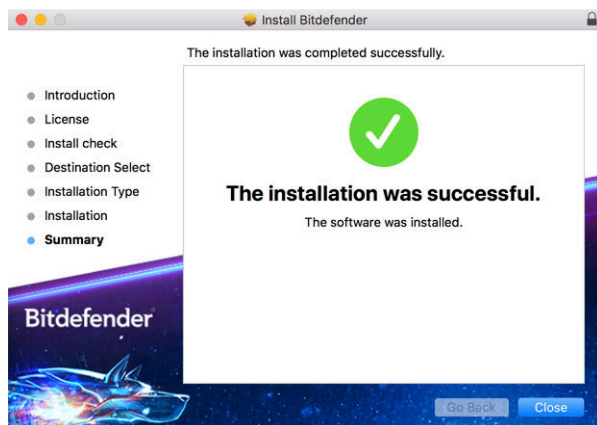 Install Bitdefender
The installation was completed successfully.
Introduction
License
Install check
Destination Select
Installation Type
Installation
Summary
The installation was successful.
The software was installed.
Bitdefender
Go Back
Close